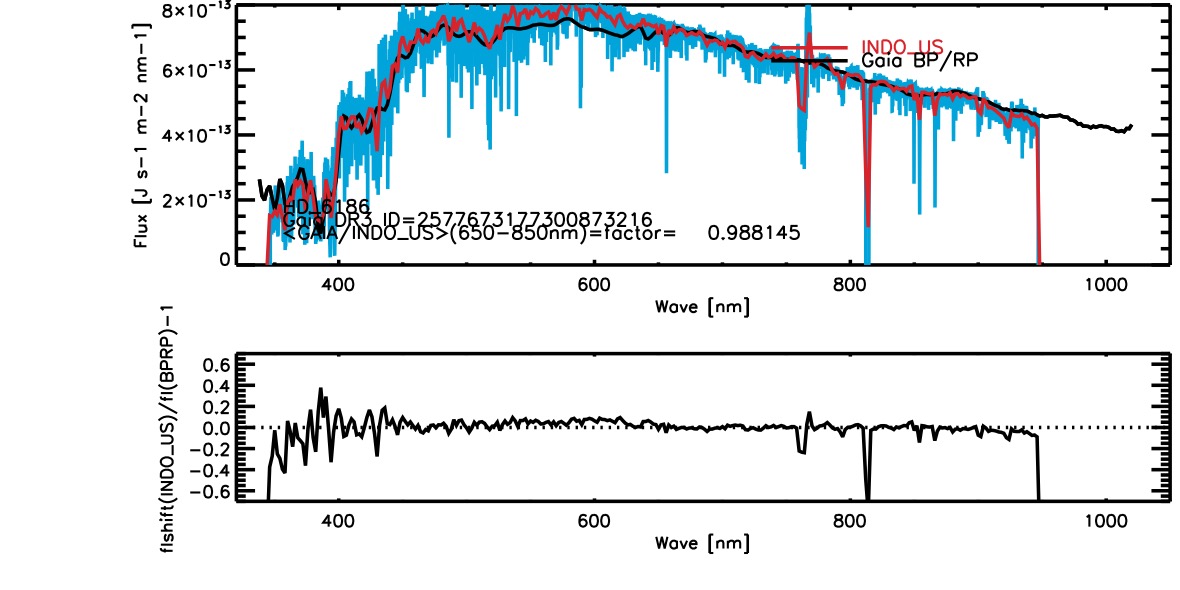 8×10−13
6×10−13
4×10−13
2×10−13
0
Flux [J s−1 m−2 nm−1]
INDO_US
Gaia BP/RP
HD_6186
Gaia DR3 ID=2577673177300873216
<GAIA/INDO_US>(650−850nm)=factor= 0.988145
400 600 800 1000
Wave [nm]
flshift(INDO_US)/fl(BPRP)−1
0.6
0.4
0.2
0.0
−0.2
−0.4
−0.6
400 600 800 1000
Wave [nm]